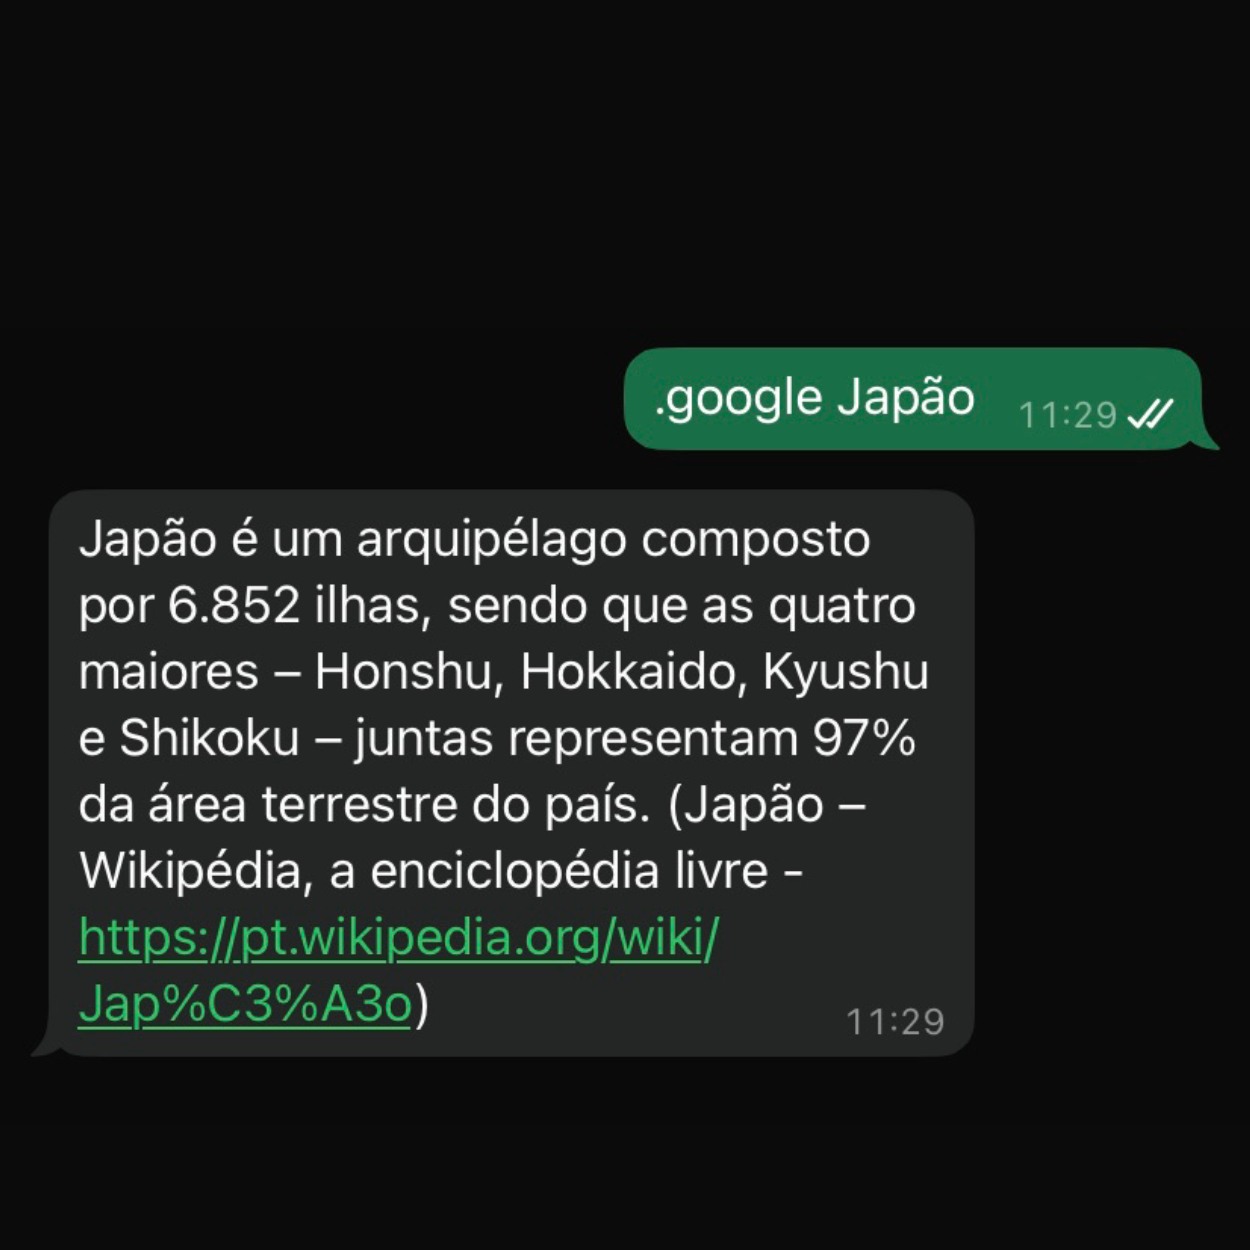 .google Japão
11:29
Japão é um arquipélago composto
por 6.852 ilhas, sendo que as quatro
maiores – Honshu, Hokkaido, Kyushu
e Shikoku – juntas representam 97%
da área terrestre do país. (Japão –
Wikipédia, a enciclopédia livre -
https://pt.wikipedia.org/wiki/
Jap%C3%A3o)
11:29